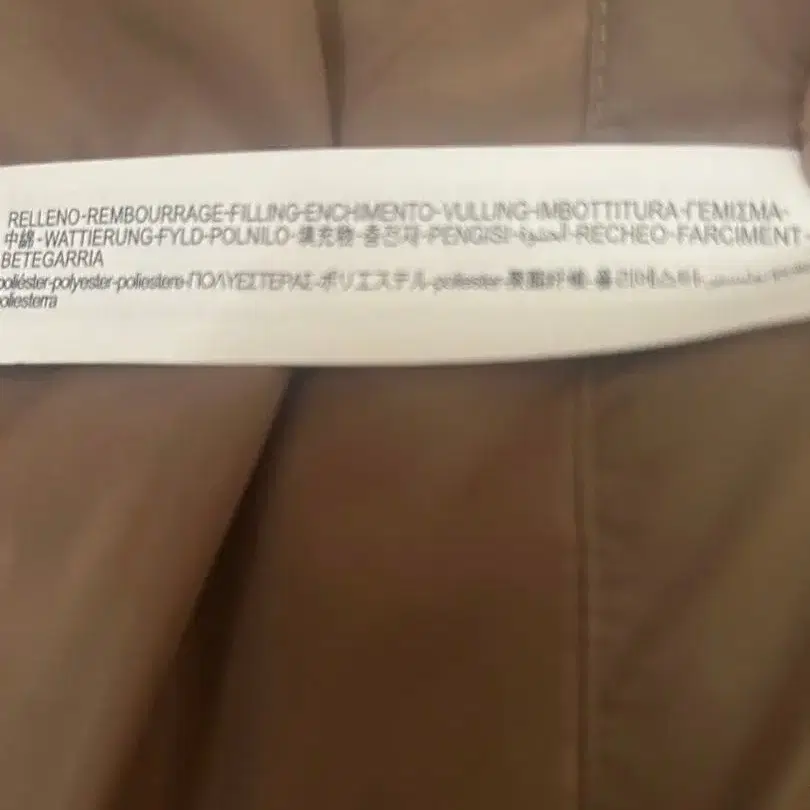 RELLENO-REMBOURRAGE-FILLING-ENCHIMENTO-VULLING-IMBOTTITURA-ΓΕΜΙΣΜΑ-
中綿-WATTIERUNG-FYLD-POLNILO-填充物-충전재-PENGISI-الحشوة-RECHEO-FARCIMENT-
BETEGARRIA
poliéster-polyester-poliestere-ΠΟΛΥΕΣΤΕΡΑΣ-ポリエステル-poliester-聚酯纤维-폴리에스터-
poliesterra